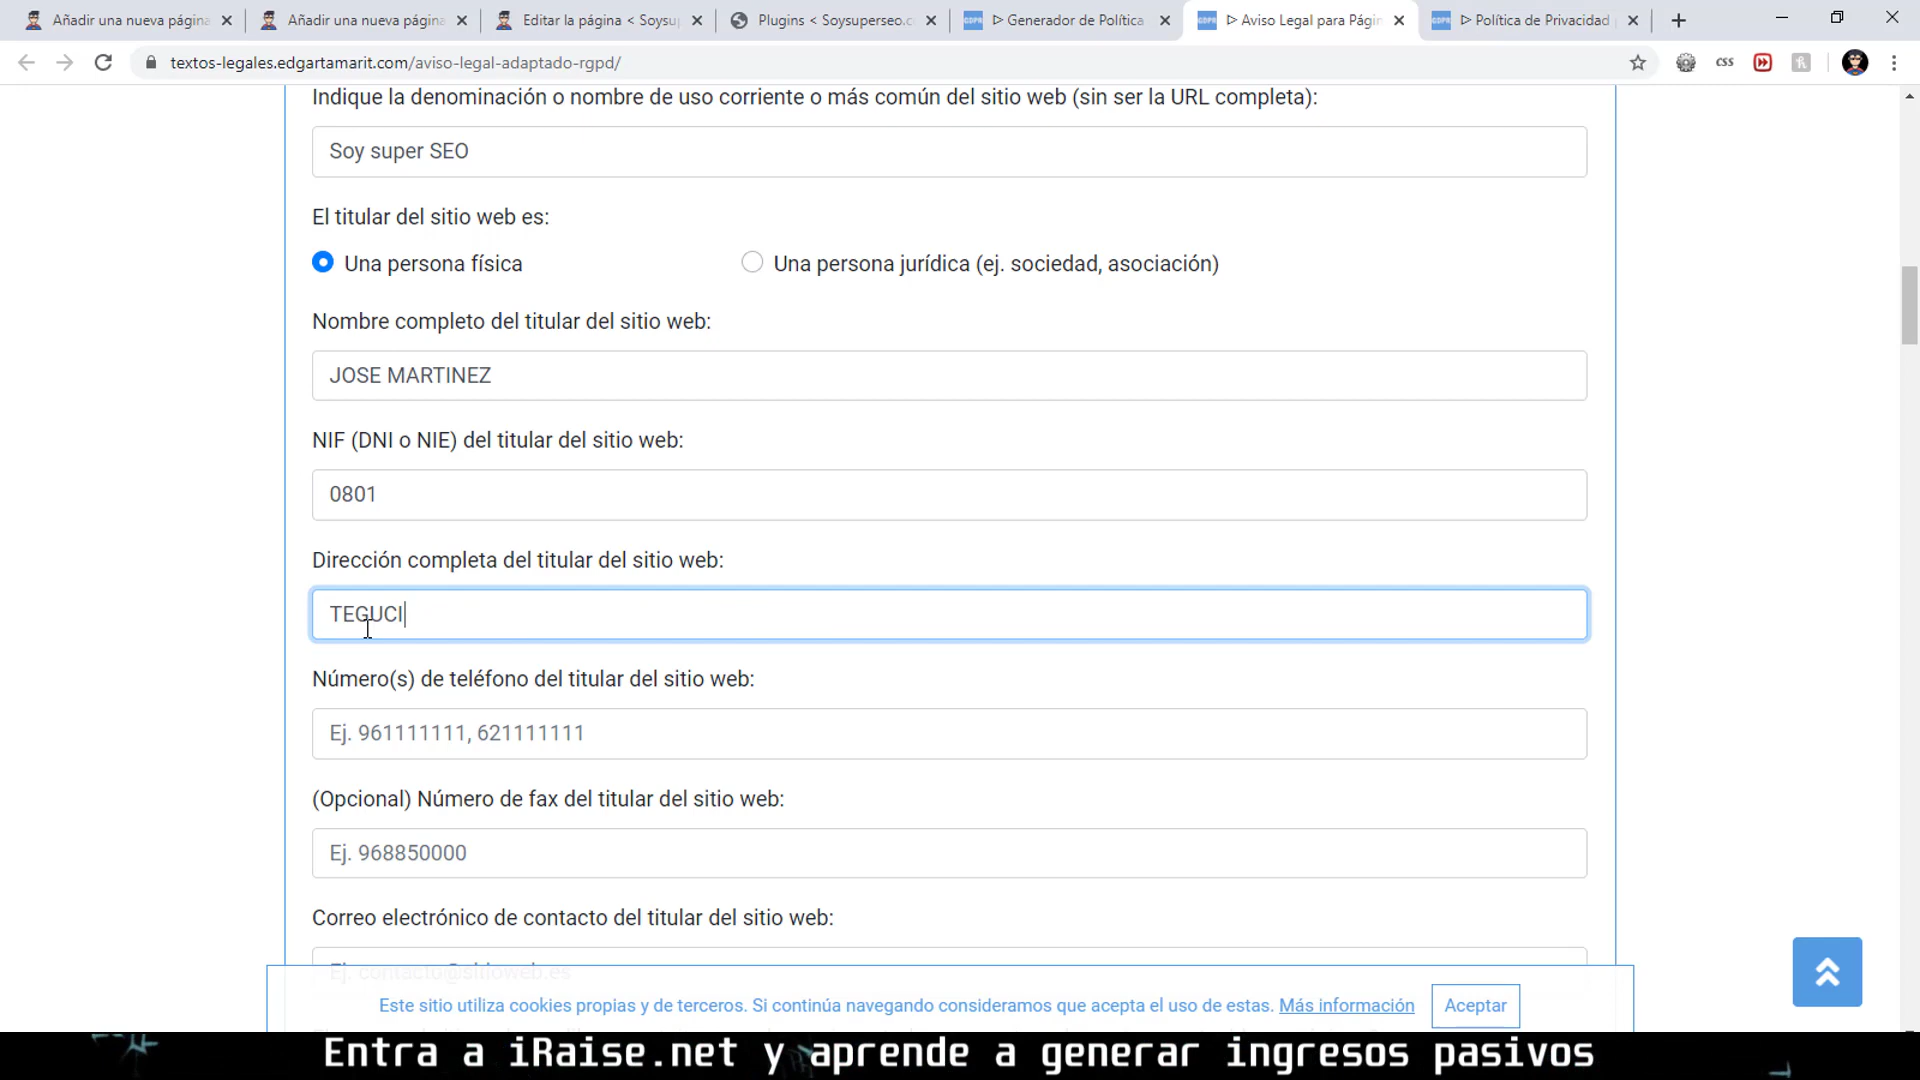 Añadir una nueva página
Añadir una nueva página
Editar la página < Soysup
Plugins < Soysuperseo.c
▷ Generador de Política
▷ Aviso Legal para Págin
▷ Política de Privacidad
textos-legales.edgartamarit.com/aviso-legal-adaptado-rgpd/
CSS
Indique la denominación o nombre de uso corriente o más común del sitio web (sin ser la URL completa):
Soy super SEO
El titular del sitio web es:
Una persona física
Una persona jurídica (ej. sociedad, asociación)
Nombre completo del titular del sitio web:
JOSE MARTINEZ
NIF (DNI o NIE) del titular del sitio web:
0801
Dirección completa del titular del sitio web:
TEGUCI
Número(s) de teléfono del titular del sitio web:
Ej. 961111111, 621111111
(Opcional) Número de fax del titular del sitio web:
Ej. 968850000
Correo electrónico de contacto del titular del sitio web:
Ej. contacto@sitioweb.es
Este sitio utiliza cookies propias y de terceros. Si continúa navegando consideramos que acepta el uso de estas. Más información
Aceptar
Entra a iRaise.net y aprende a generar ingresos pasivos